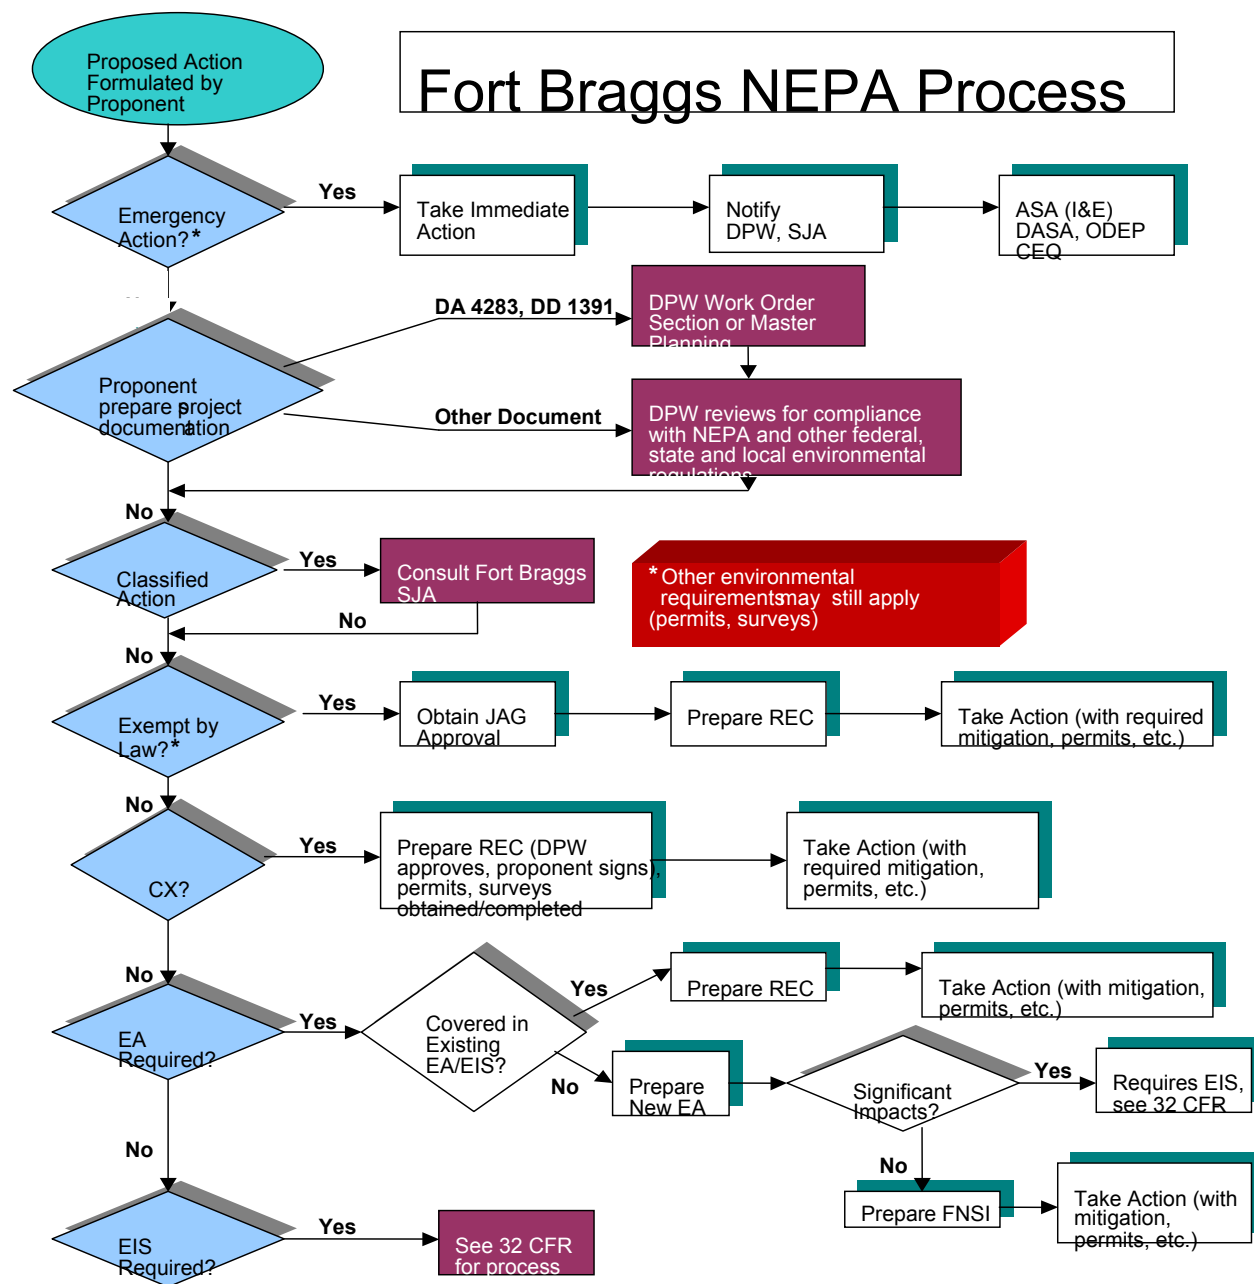 Proposed Action
Formulated by
Proponent
Fort Braggs NEPA Process
Emergency
Action?*
Yes
Take Immediate
Action
Notify
DPW, SJA
ASA (I&E)
DASA, ODEP
CEQ
Proponent
prepares project
documentation
DA 4283, DD 1391
DPW Work Order
Section or Master
Planning
Other Document
DPW reviews for compliance
with NEPA and other federal,
state and local environmental
regulations
No
Classified
Action
Yes
Consult Fort Braggs
SJA
No
* Other environmental
requirements may still apply
(permits, surveys)
No
Exempt by
Law?*
Yes
Obtain JAG
Approval
Prepare REC
Take Action (with required
mitigation, permits, etc.)
No
CX?
Yes
Prepare REC (DPW
approves, proponent signs),
permits, surveys
obtained/completed
Take Action (with
required mitigation,
permits, etc.)
No
EA
Required?
Yes
Covered in
Existing
EA/EIS?
Yes
Prepare REC
Take Action (with mitigation,
permits, etc.)
No
Prepare
New EA
Significant
Impacts?
Yes
Requires EIS,
see 32 CFR
No
Prepare FNSI
Take Action (with
mitigation,
permits, etc.)
No
EIS
Required?
Yes
See 32 CFR
for process